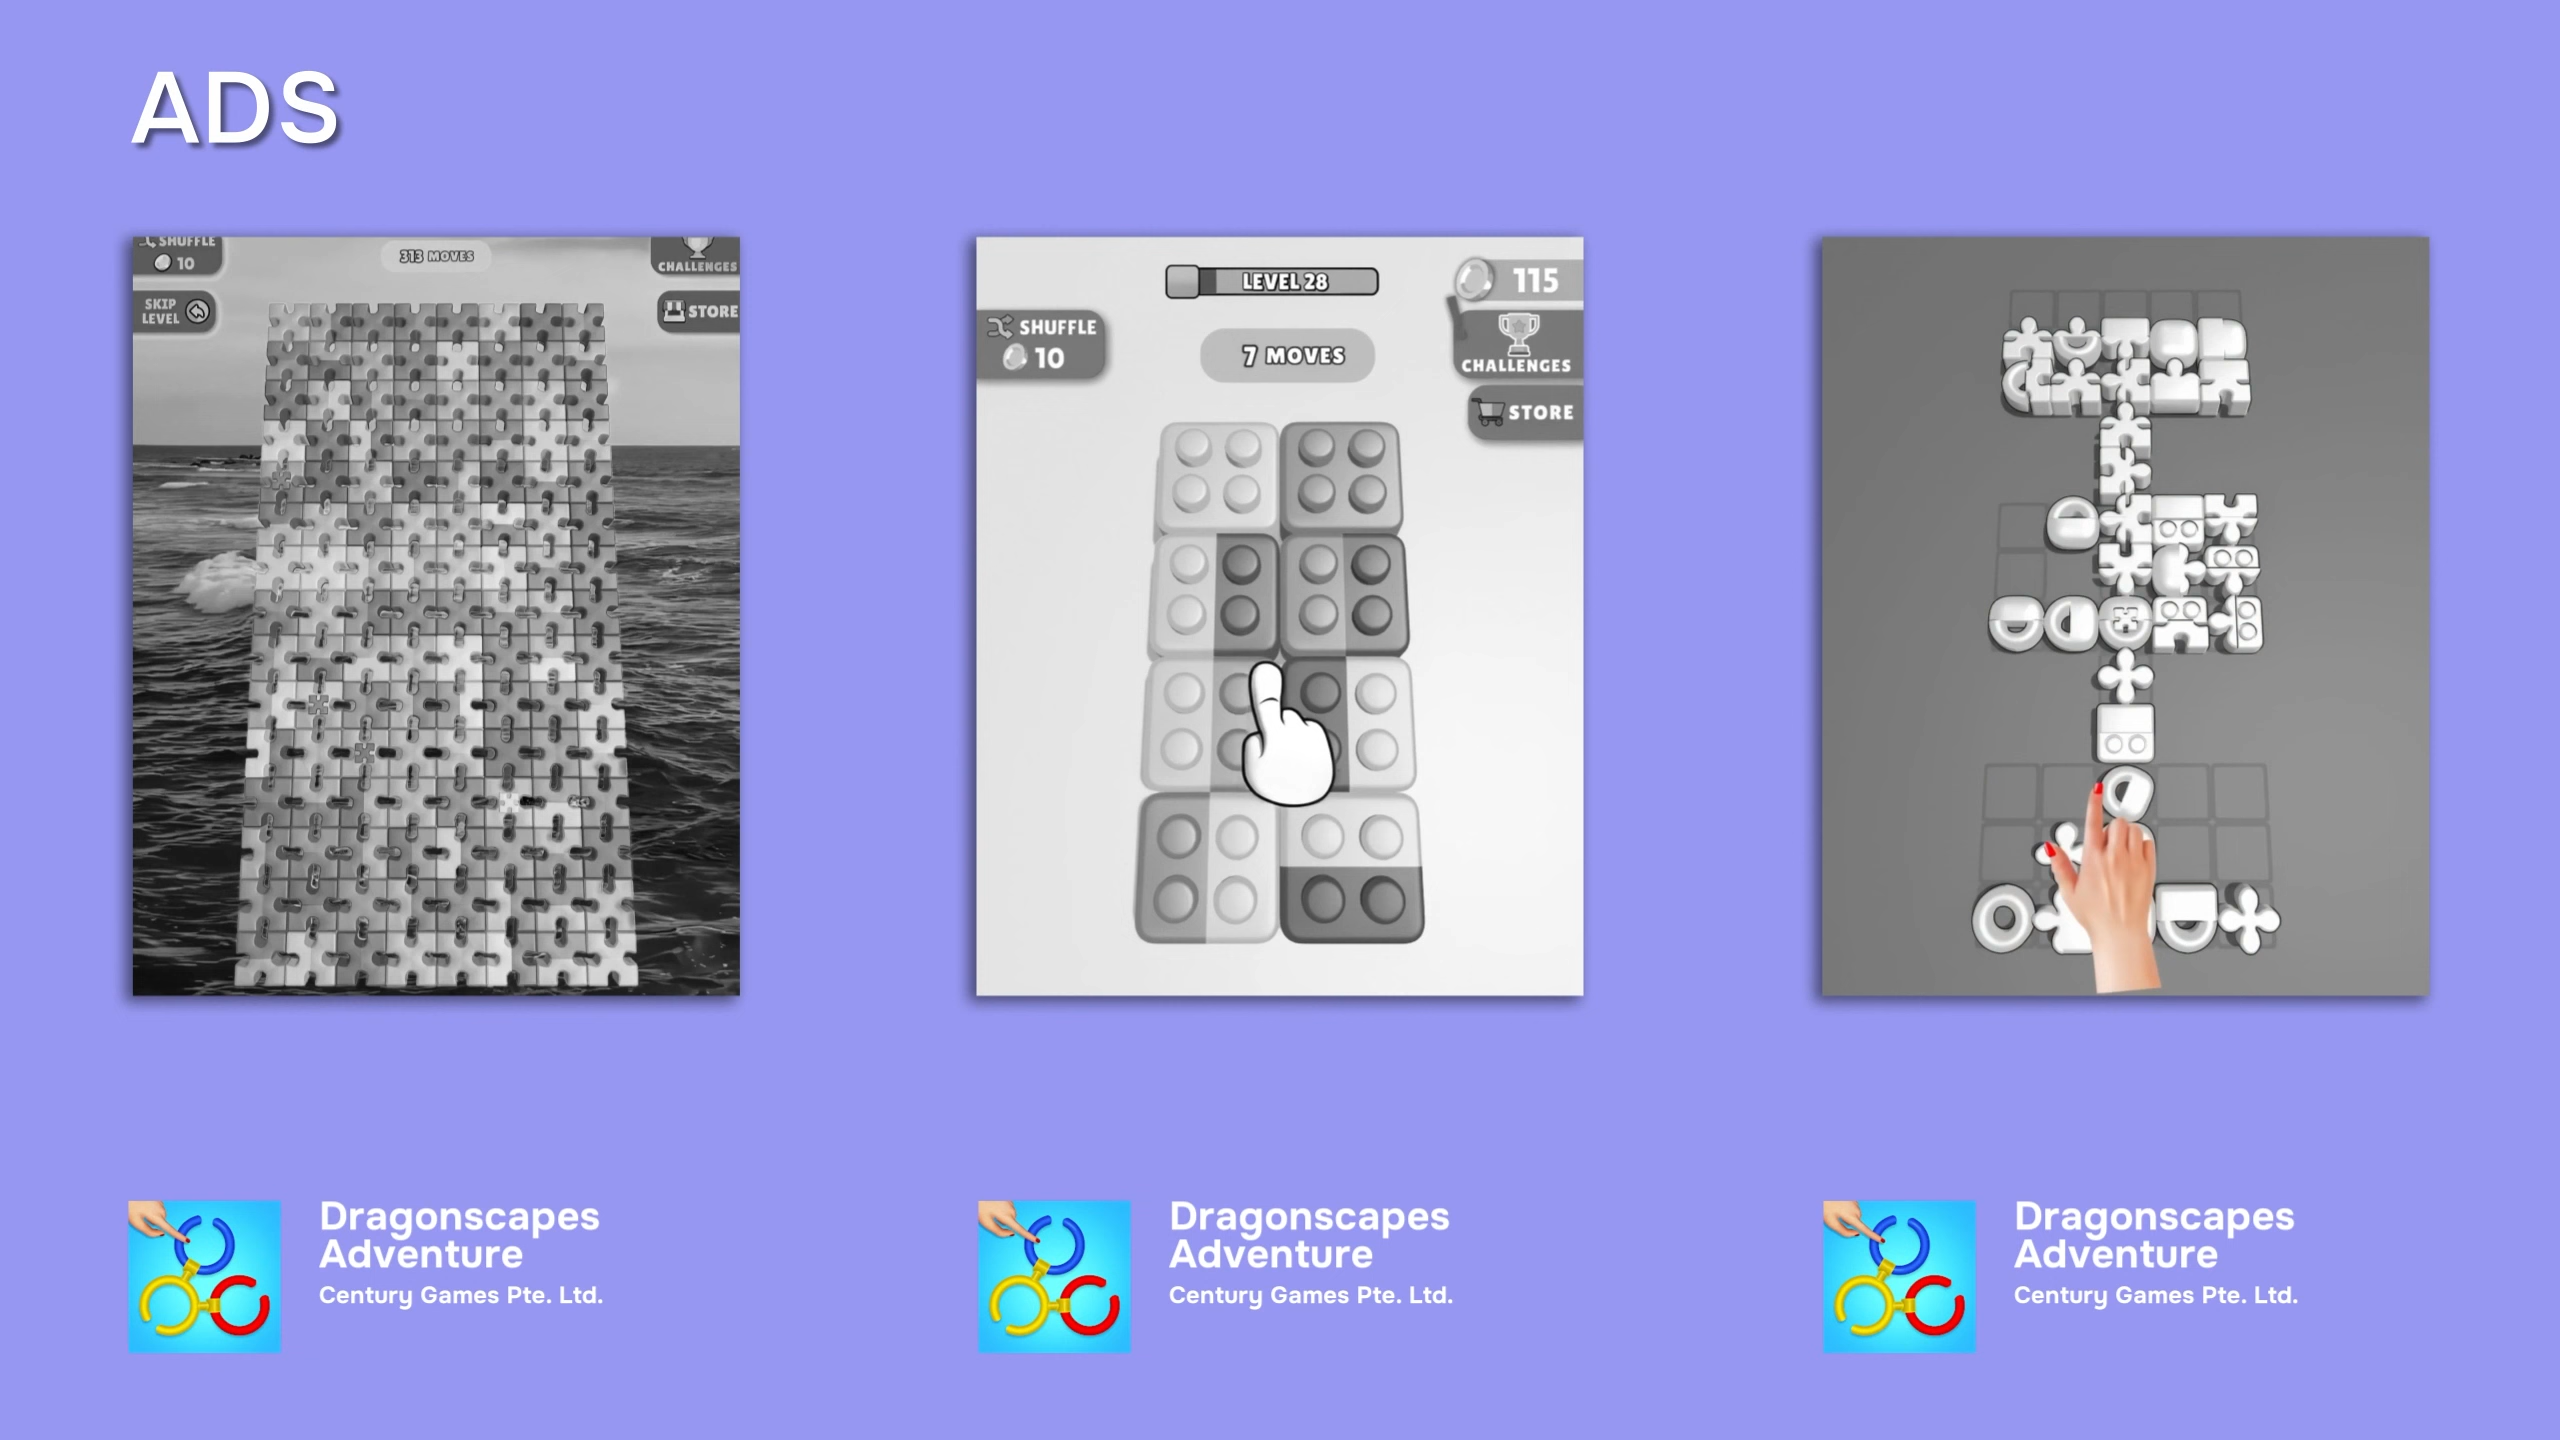 ADS
SHUFFLE
10
313 MOVES
CHALLENGES
SKIP
LEVEL
STORE
LEVEL 28
115
SHUFFLE
10
7 MOVES
CHALLENGES
STORE
Dragonscapes
Adventure
Century Games Pte. Ltd.
Dragonscapes
Adventure
Century Games Pte. Ltd.
Dragonscapes
Adventure
Century Games Pte. Ltd.